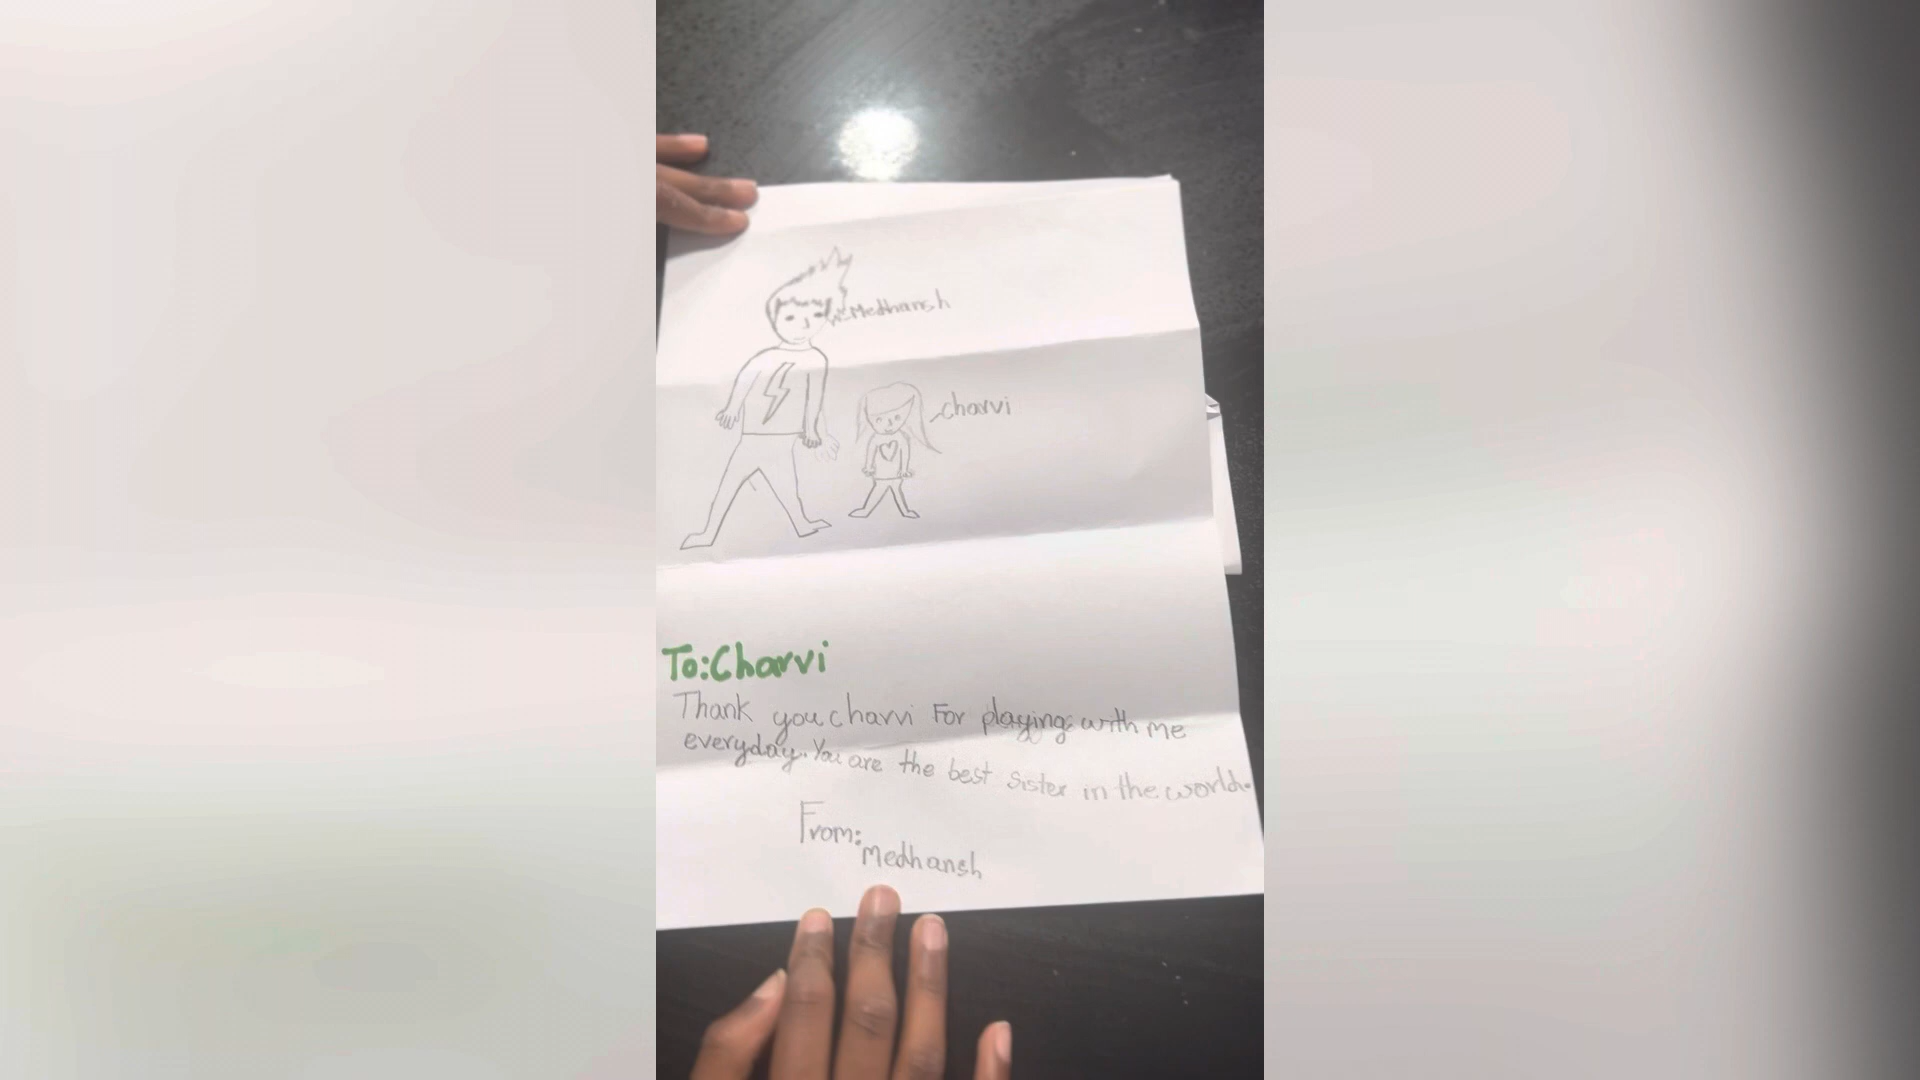 Medhansh
charvi
To:Charvi
Thank you charvi For playing with me
everyday. You are the best sister in the world.
From:
Medhansh